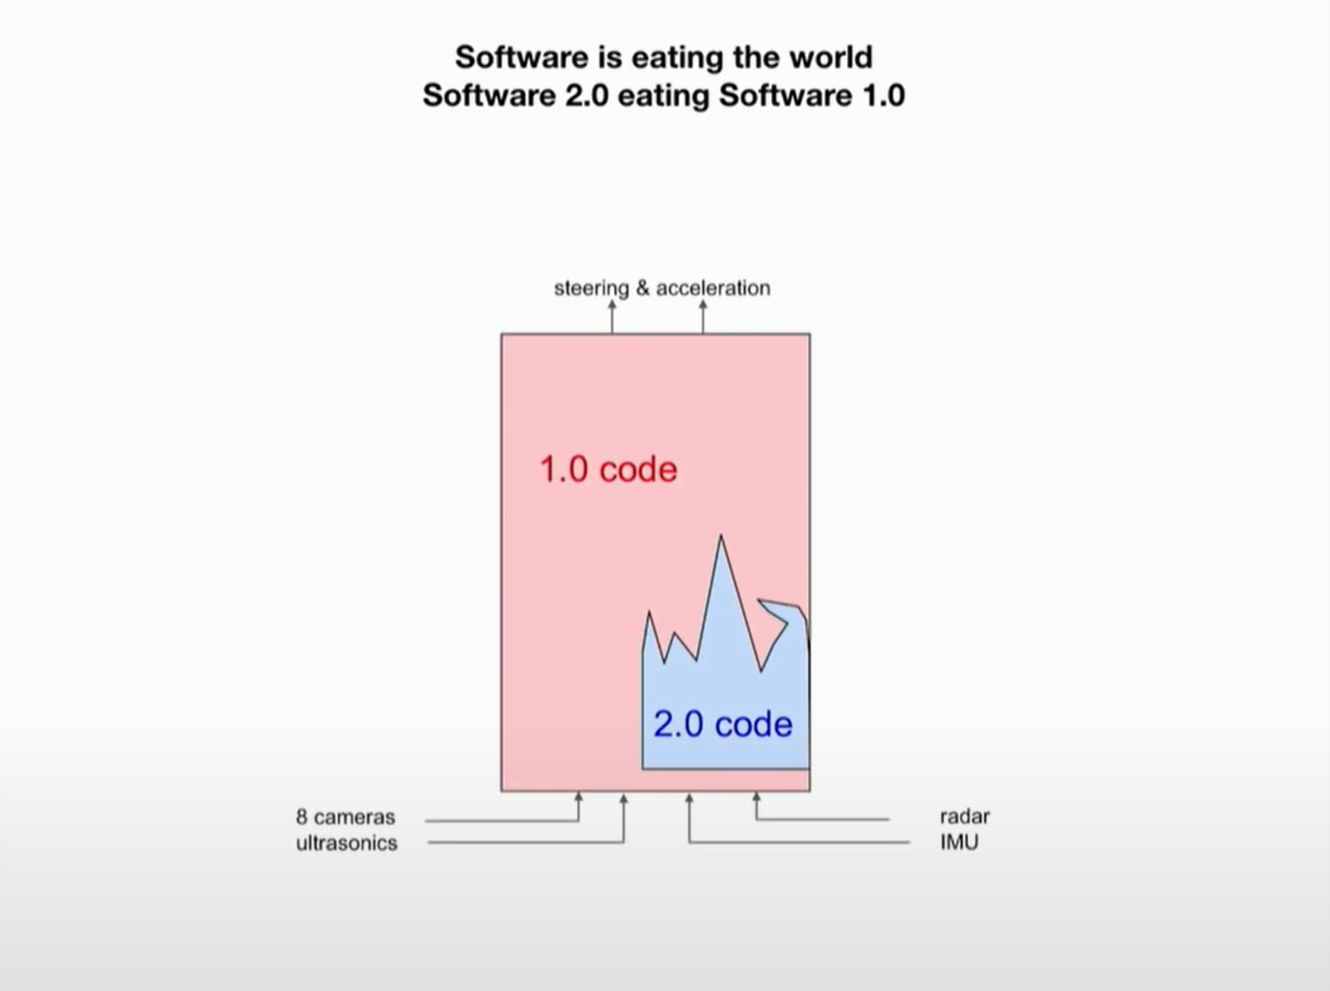 Software is eating the world
Software 2.0 eating Software 1.0
steering & acceleration
1.0 code
2.0 code
8 cameras
ultrasonics
radar
IMU